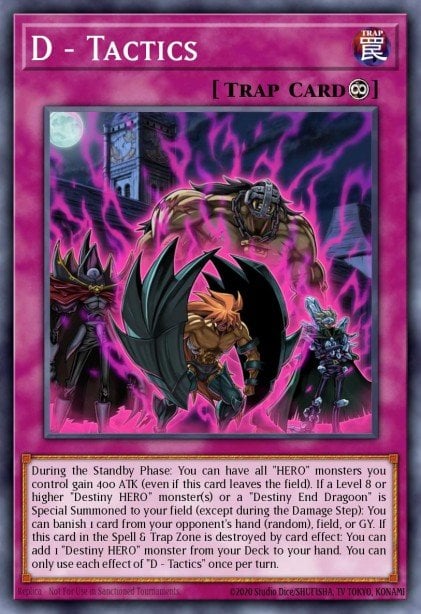 D - Tactics
TRAP
罠
[Trap Card ]
During the Standby Phase: You can have all "HERO" monsters you
control gain 400 ATK (even if this card leaves the field). If a Level 8 or
higher "Destiny HERO" monster(s) or a "Destiny End Dragoon" is
Special Summoned to your field (except during the Damage Step): You
can banish 1 card from your opponent's hand (random), field, or GY. If
this card in the Spell & Trap Zone is destroyed by card effect: You can
add 1 "Destiny HERO" monster from your Deck to your hand. You can
only use each effect of "D - Tactics" once per turn.
Replica - Not For Use in Sanctioned Tournaments
©2020 Studio Dice/SHUEISHA, TV TOKYO, KONAMI